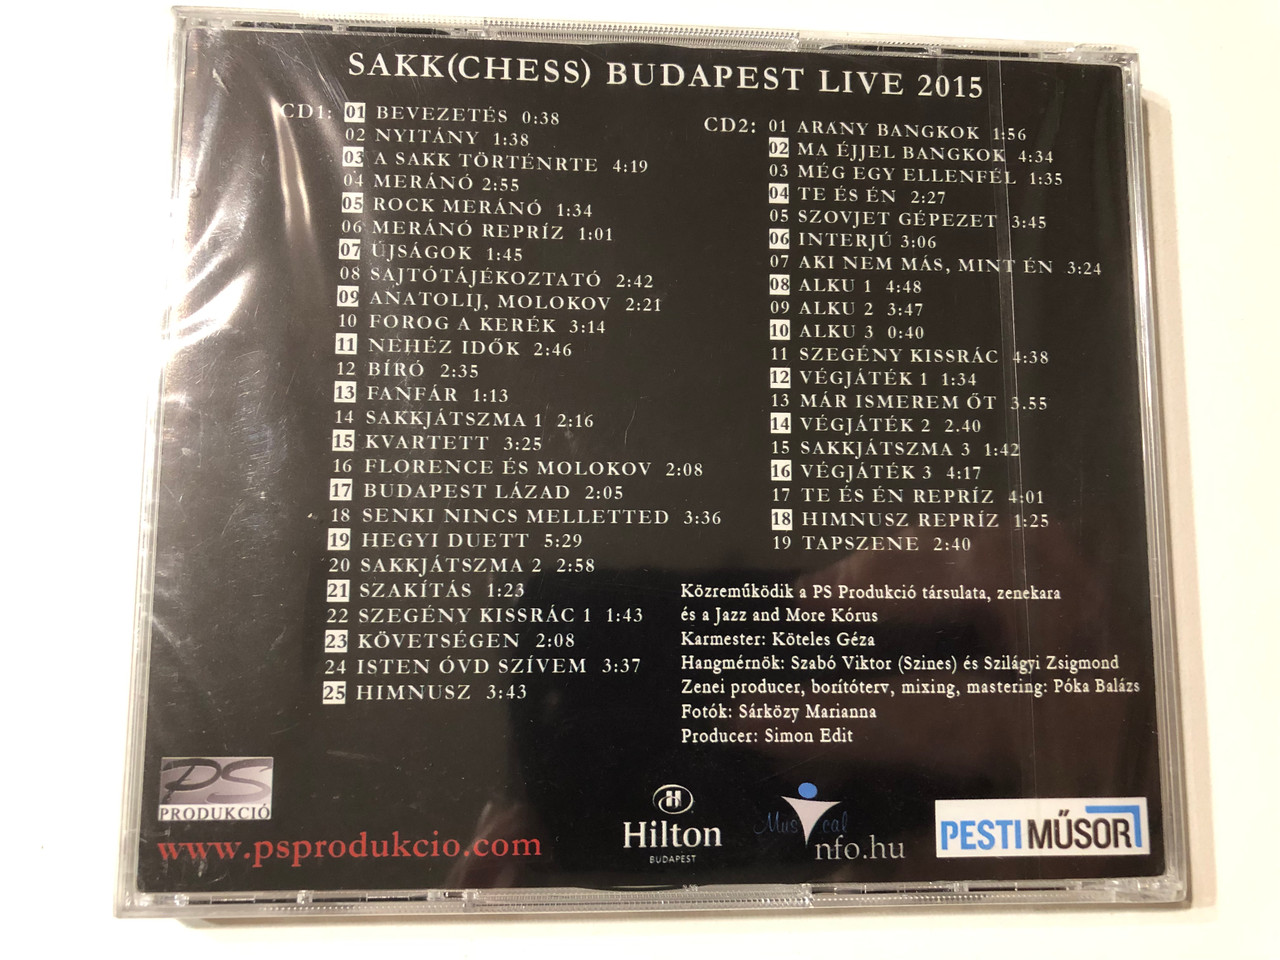 SAKK(CHESS) BUDAPEST LIVE 2015
CD1: 01 BEVEZETÉS 0:38
02 NYITÁNY 1:38
03 A SAKK TÖRTÉNRTE 4:19
04 MERÁNÓ 2:55
05 ROCK MERÁNÓ 1:34
06 MERÁNÓ REPRÍZ 1:01
07 ÚJSÁGOK 1:45
08 SAJTÓTÁJÉKOZTATÓ 2:42
09 ANATOLIJ, MOLOKOV 2:21
10 FOROG A KERÉK 3:14
11 NEHÉZ IDŐK 2:46
12 BÍRÓ 2:35
13 FANFÁR 1:13
14 SAKKJÁTSZMA 1 2:16
15 KVARTETT 3:25
16 FLORENCE ÉS MOLOKOV 2:08
17 BUDAPEST LÁZAD 2:05
18 SENKI NINCS MELLETTED 3:36
19 HEGYI DUETT 5:29
20 SAKKJÁTSZMA 2 2:58
21 SZAKÍTÁS 1:23
22 SZEGÉNY KISSRÁC 1 1:43
23 KÖVETSÉGEN 2:08
24 ISTEN ÓVD SZÍVEM 3:37
25 HIMNUSZ 3:43
CD2: 01 ARANY BANGKOK 1:56
02 MA ÉJJEL BANGKOK 4:34
03 MÉG EGY ELLENFÉL 1:35
04 TE ÉS ÉN 2:27
05 SZOVJET GÉPEZET 3:45
06 INTERJÚ 3:06
07 AKI NEM MÁS, MINT ÉN 3:24
08 ALKU 1 4:48
09 ALKU 2 3:47
10 ALKU 3 0:40
11 SZEGÉNY KISSRÁC 4:38
12 VÉGJÁTÉK 1 1:34
13 MÁR ISMEREM ŐT 3.55
14 VÉGJÁTÉK 2 2.40
15 SAKKJÁTSZMA 3 1:42
16 VÉGJÁTÉK 3 4:17
17 TE ÉS ÉN REPRÍZ 4:01
18 HIMNUSZ REPRÍZ 1:25
19 TAPSZENE 2:40
Közreműködik a PS Produkció társulata, zenekara
és a Jazz and More Kórus
Karmester: Köteles Géza
Hangmérnök: Szabó Viktor (Szines) és Szilágyi Zsigmond
Zenei producer, borítóterv, mixing, mastering: Póka Balázs
Fotók: Sárközy Marianna
Producer: Simon Edit
PS
PRODUKCIÓ
www.psprodukcio.com
Hilton
BUDAPEST
Musical
nfo.hu
PESTI MŰSOR